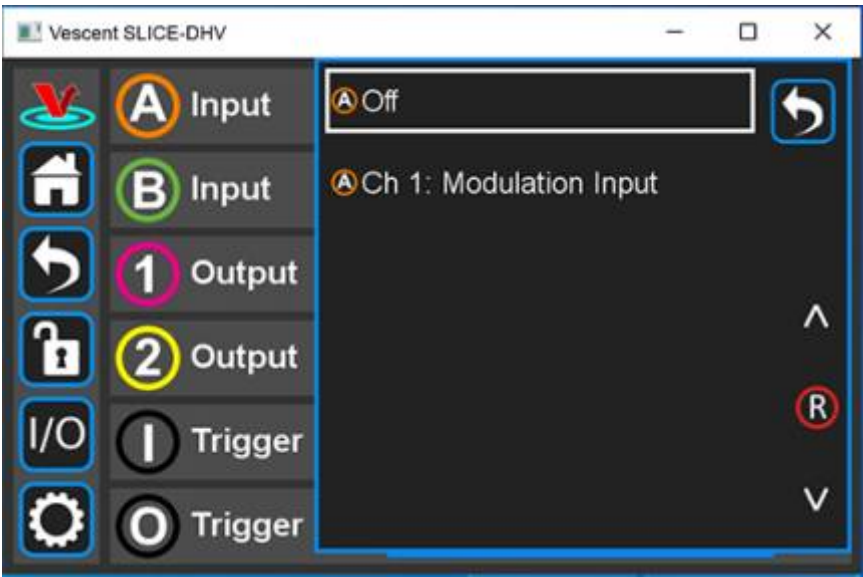 Vescent SLICE-DHV
A Input
B Input
1 Output
2 Output
I/O
I Trigger
O Trigger
A Off
A Ch 1: Modulation Input
R